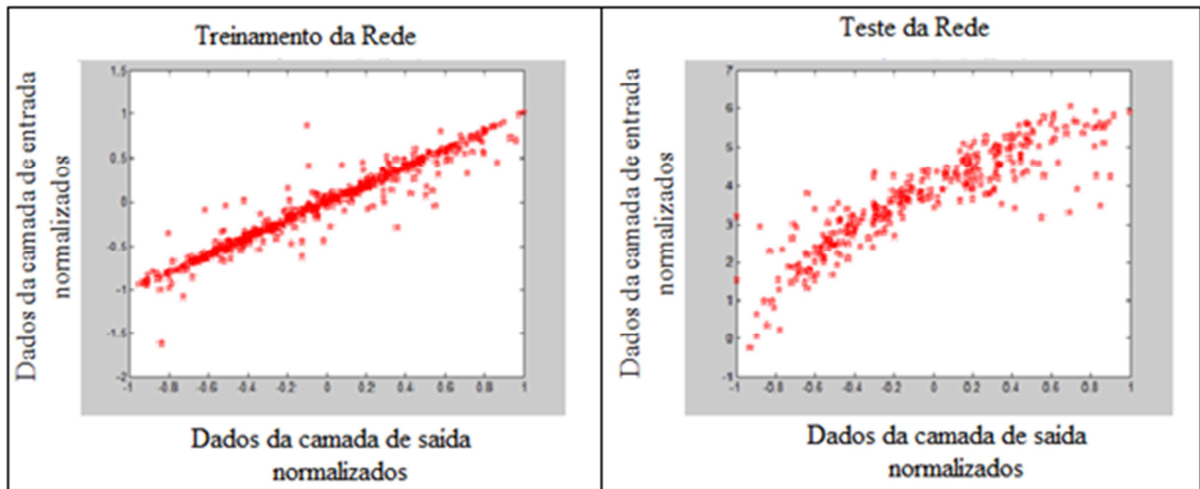 Treinamento da Rede
Dados da camada de entrada
normalizados
1.5
1
0.5
0
-0.5
-1
-1.5
-2
-1 -0.8 -0.6 -0.4 -0.2 0 0.2 0.4 0.6 0.8 1
Dados da camada de saída
normalizados
Teste da Rede
Dados da camada de entrada
normalizados
7
6
5
4
3
2
1
0
-1
-1 -0.8 -0.6 -0.4 -0.2 0 0.2 0.4 0.6 0.8 1
Dados da camada de saída
normalizados